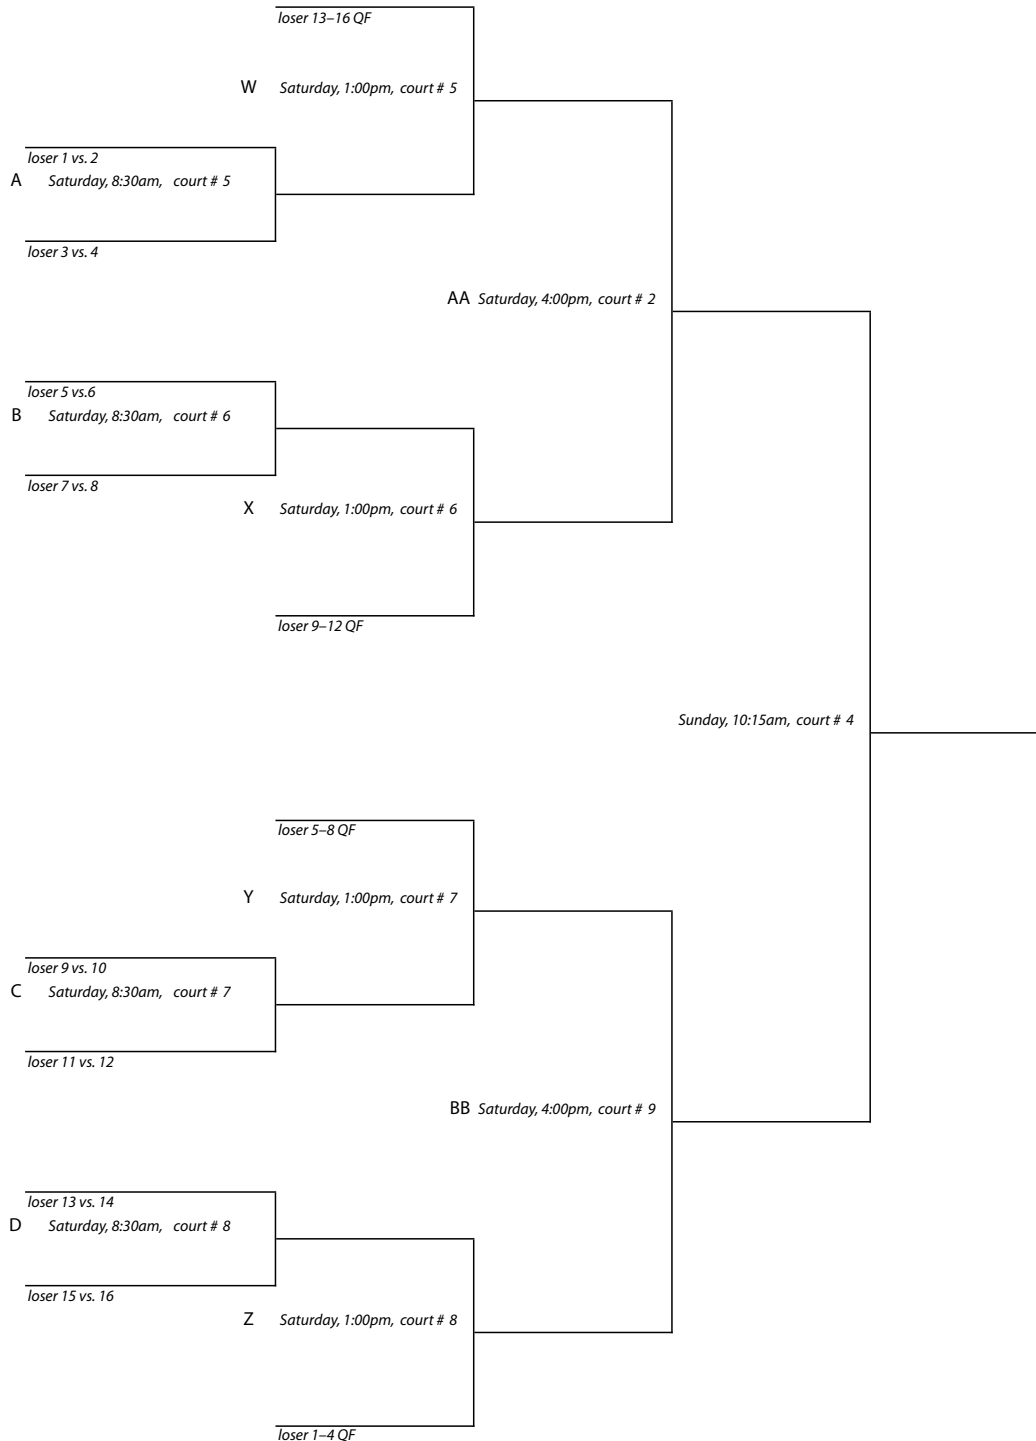 loser 13–16 QF
W Saturday, 1:00pm, court # 5
loser 1 vs. 2
A Saturday, 8:30am, court # 5
loser 3 vs. 4
AA Saturday, 4:00pm, court # 2
loser 5 vs.6
B Saturday, 8:30am, court # 6
loser 7 vs. 8
X Saturday, 1:00pm, court # 6
loser 9–12 QF
Sunday, 10:15am, court # 4
loser 5–8 QF
Y Saturday, 1:00pm, court # 7
loser 9 vs. 10
C Saturday, 8:30am, court # 7
loser 11 vs. 12
BB Saturday, 4:00pm, court # 9
loser 13 vs. 14
D Saturday, 8:30am, court # 8
loser 15 vs. 16
Z Saturday, 1:00pm, court # 8
loser 1–4 QF